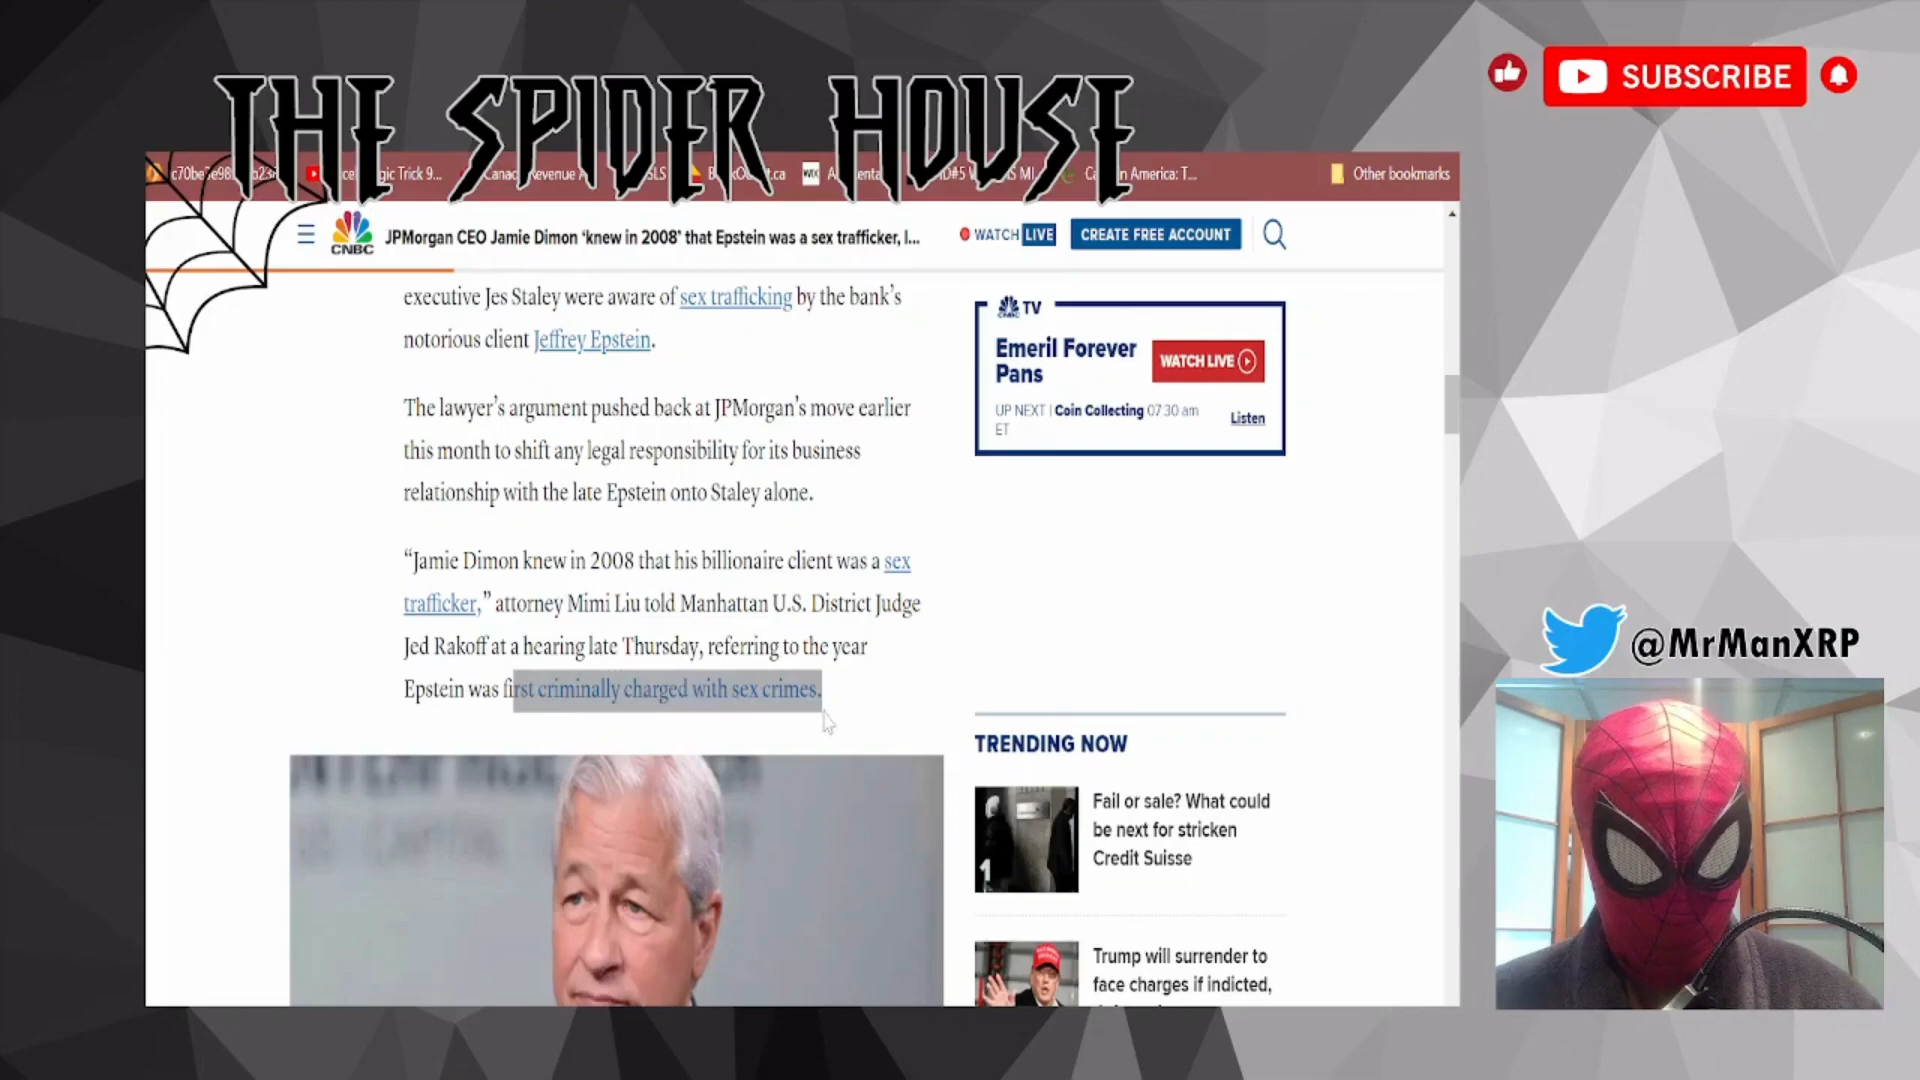 THE SPIDER HOUSE
SUBSCRIBE
Other bookmarks
CNBC
JPMorgan CEO Jamie Dimon ‘knew in 2008’ that Epstein was a sex trafficker, l...
WATCH LIVE
CREATE FREE ACCOUNT
executive Jes Staley were aware of sex trafficking by the bank’s
notorious client Jeffrey Epstein.
The lawyer’s argument pushed back at JPMorgan’s move earlier
this month to shift any legal responsibility for its business
relationship with the late Epstein onto Staley alone.
“Jamie Dimon knew in 2008 that his billionaire client was a sex
trafficker,” attorney Mimi Liu told Manhattan U.S. District Judge
Jed Rakoff at a hearing late Thursday, referring to the year
Epstein was first criminally charged with sex crimes.
TV
Emeril Forever
Pans
WATCH LIVE
UP NEXT | Coin Collecting 07:30 am
ET
Listen
TRENDING NOW
Fail or sale? What could
be next for stricken
Credit Suisse
1
Trump will surrender to
face charges if indicted,
@MrManXRP